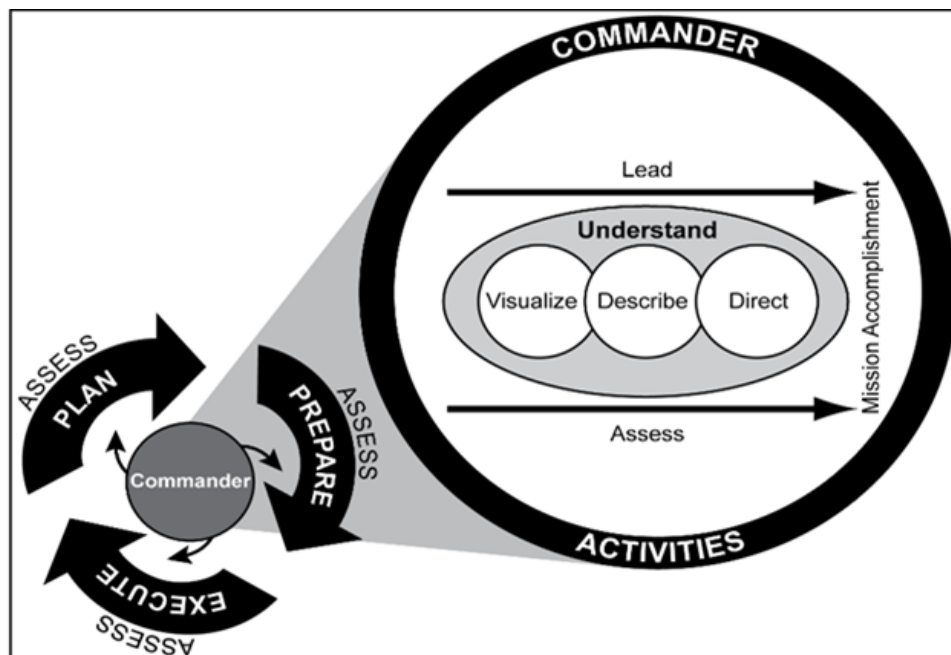 COMMANDER
Lead
Understand
Visualize
Describe
Direct
Mission Accomplishment
Assess
ACTIVITIES
ASSESS
PLAN
ASSESS
PREPARE
Commander
EXECUTE
ASSESS